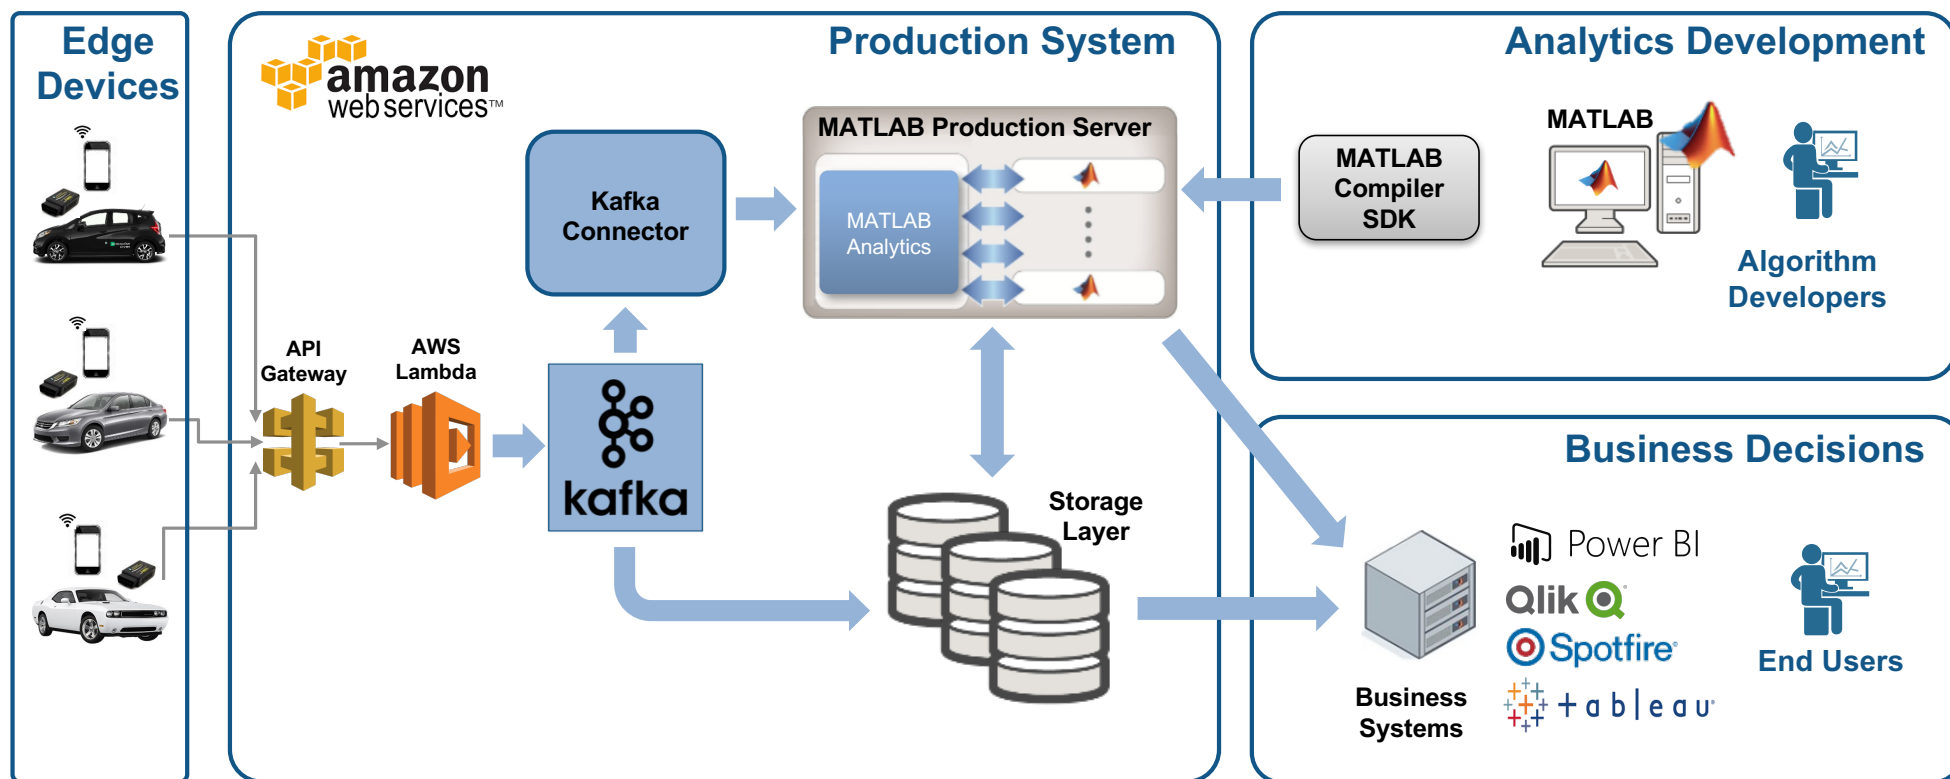 Edge
Devices
amazon
web services™
Production System
MATLAB Production Server
MATLAB
Analytics
Kafka
Connector
API
Gateway
AWS
Lambda
kafka
Storage
Layer
Analytics Development
MATLAB
Compiler
SDK
MATLAB
Algorithm
Developers
Business Decisions
Business
Systems
Power BI
Qlik
Spotfire®
+ a b l e a u®
End Users